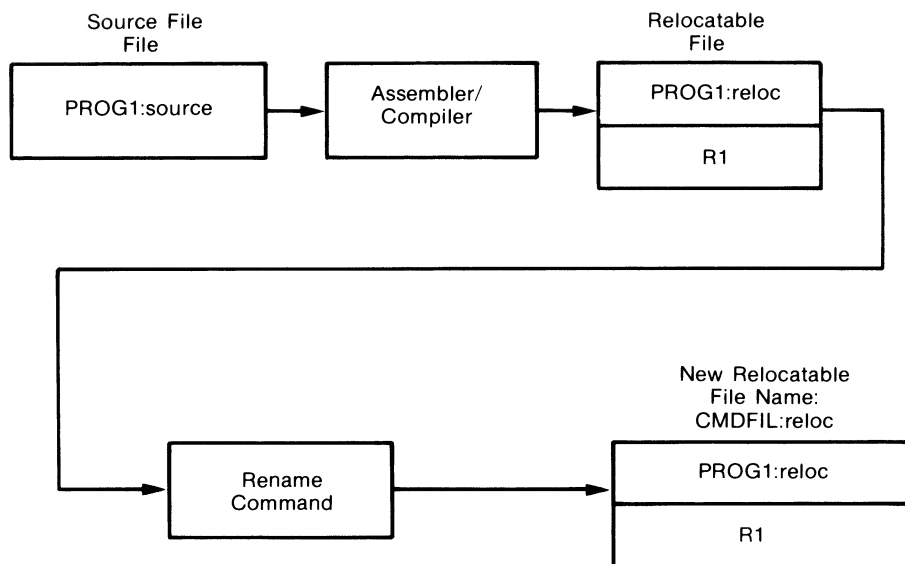 Source File
File
PROG1:source
Assembler/
Compiler
Relocatable
File
PROG1:reloc
R1
Rename
Command
New Relocatable
File Name:
CMDFIL:reloc
PROG1:reloc
R1